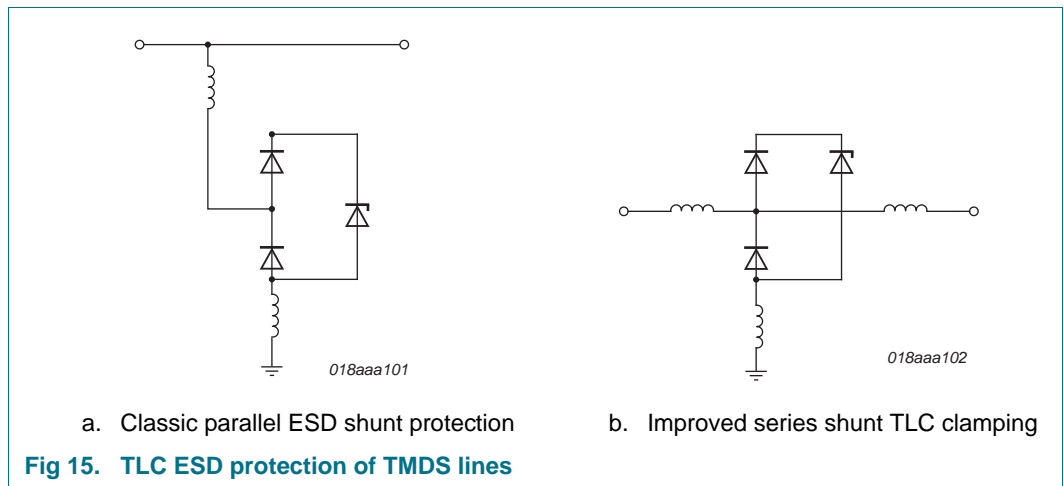 018aaa101
018aaa102
a. Classic parallel ESD shunt protection
b. Improved series shunt TLC clamping
Fig 15. TLC ESD protection of TMDS lines